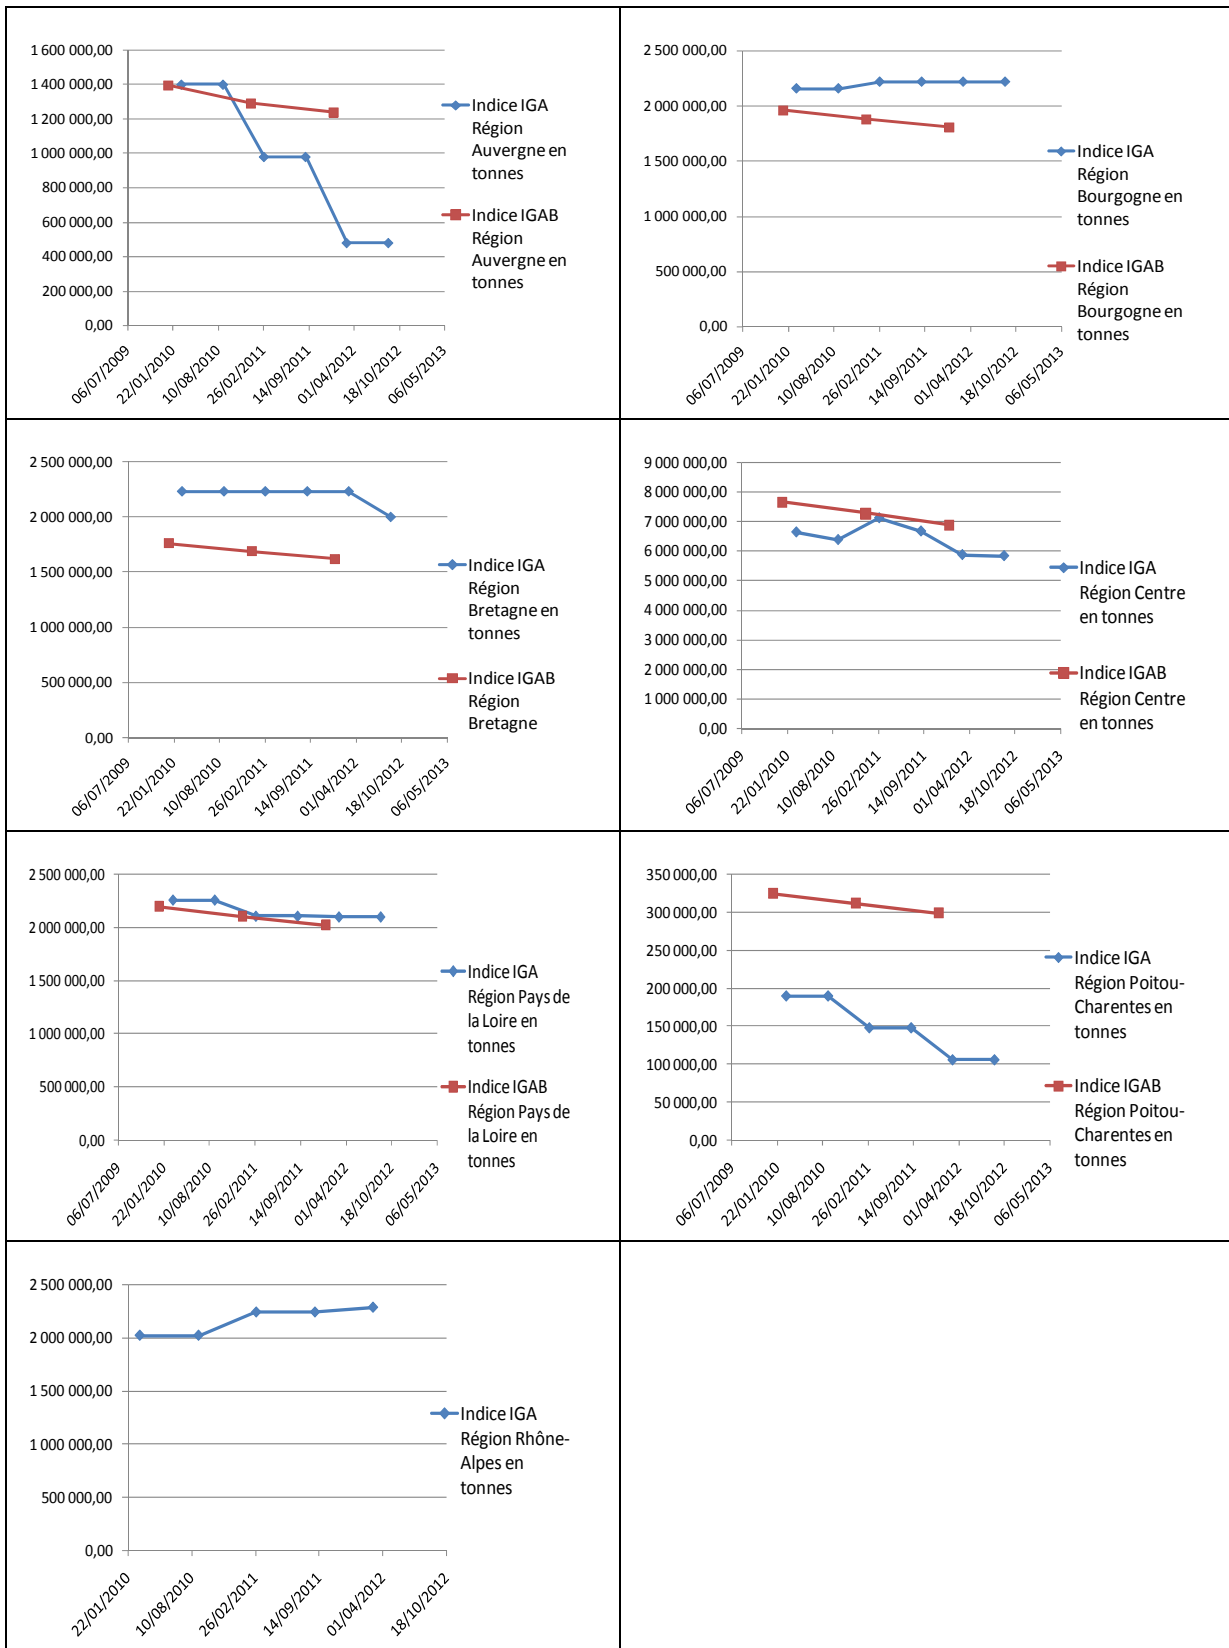 1 600 000,00
1 400 000,00
1 200 000,00
1 000 000,00
800 000,00
600 000,00
400 000,00
200 000,00
0,00
06/07/2009
22/01/2010
10/08/2010
26/02/2011
14/09/2011
01/04/2012
18/10/2012
06/05/2013
Indice IGA
Région
Auvergne en
tonnes
Indice IGAB
Région
Auvergne en
tonnes
2 500 000,00
2 000 000,00
1 500 000,00
1 000 000,00
500 000,00
0,00
06/07/2009
22/01/2010
10/08/2010
26/02/2011
14/09/2011
01/04/2012
18/10/2012
06/05/2013
Indice IGA
Région
Bourgogne en
tonnes
Indice IGAB
Région
Bourgogne en
tonnes
2 500 000,00
2 000 000,00
1 500 000,00
1 000 000,00
500 000,00
0,00
06/07/2009
22/01/2010
10/08/2010
26/02/2011
14/09/2011
01/04/2012
18/10/2012
06/05/2013
Indice IGA
Région
Bretagne en
tonnes
Indice IGAB
Région
Bretagne
9 000 000,00
8 000 000,00
7 000 000,00
6 000 000,00
5 000 000,00
4 000 000,00
3 000 000,00
2 000 000,00
1 000 000,00
0,00
06/07/2009
22/01/2010
10/08/2010
26/02/2011
14/09/2011
01/04/2012
18/10/2012
06/05/2013
Indice IGA
Région Centre
en tonnes
Indice IGAB
Région Centre
en tonnes
2 500 000,00
2 000 000,00
1 500 000,00
1 000 000,00
500 000,00
0,00
06/07/2009
22/01/2010
10/08/2010
26/02/2011
14/09/2011
01/04/2012
18/10/2012
06/05/2013
Indice IGA
Région Pays de
la Loire en
tonnes
Indice IGAB
Région Pays de
la Loire en
tonnes
350 000,00
300 000,00
250 000,00
200 000,00
150 000,00
100 000,00
50 000,00
0,00
06/07/2009
22/01/2010
10/08/2010
26/02/2011
14/09/2011
01/04/2012
18/10/2012
06/05/2013
Indice IGA
Région Poitou-
Charentes en
tonnes
Indice IGAB
Région Poitou-
Charentes en
tonnes
2 500 000,00
2 000 000,00
1 500 000,00
1 000 000,00
500 000,00
0,00
22/01/2010
10/08/2010
26/02/2011
14/09/2011
01/04/2012
18/10/2012
Indice IGA
Région Rhône-
Alpes en
tonnes